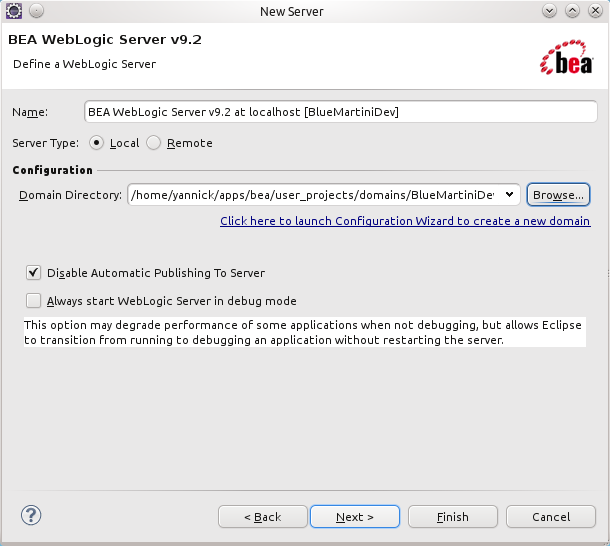 New Server
BEA WebLogic Server v9.2
Define a WebLogic Server
bea
Name: BEA WebLogic Server v9.2 at localhost [BlueMartiniDev]
Server Type: Local Remote
Configuration
Domain Directory: /home/yannick/apps/bea/user_projects/domains/BlueMartiniDev Browse...
Click here to launch Configuration Wizard to create a new domain
Disable Automatic Publishing To Server
Always start WebLogic Server in debug mode
This option may degrade performance of some applications when not debugging, but allows Eclipse
to transition from running to debugging an application without restarting the server.
? < Back Next > Finish Cancel